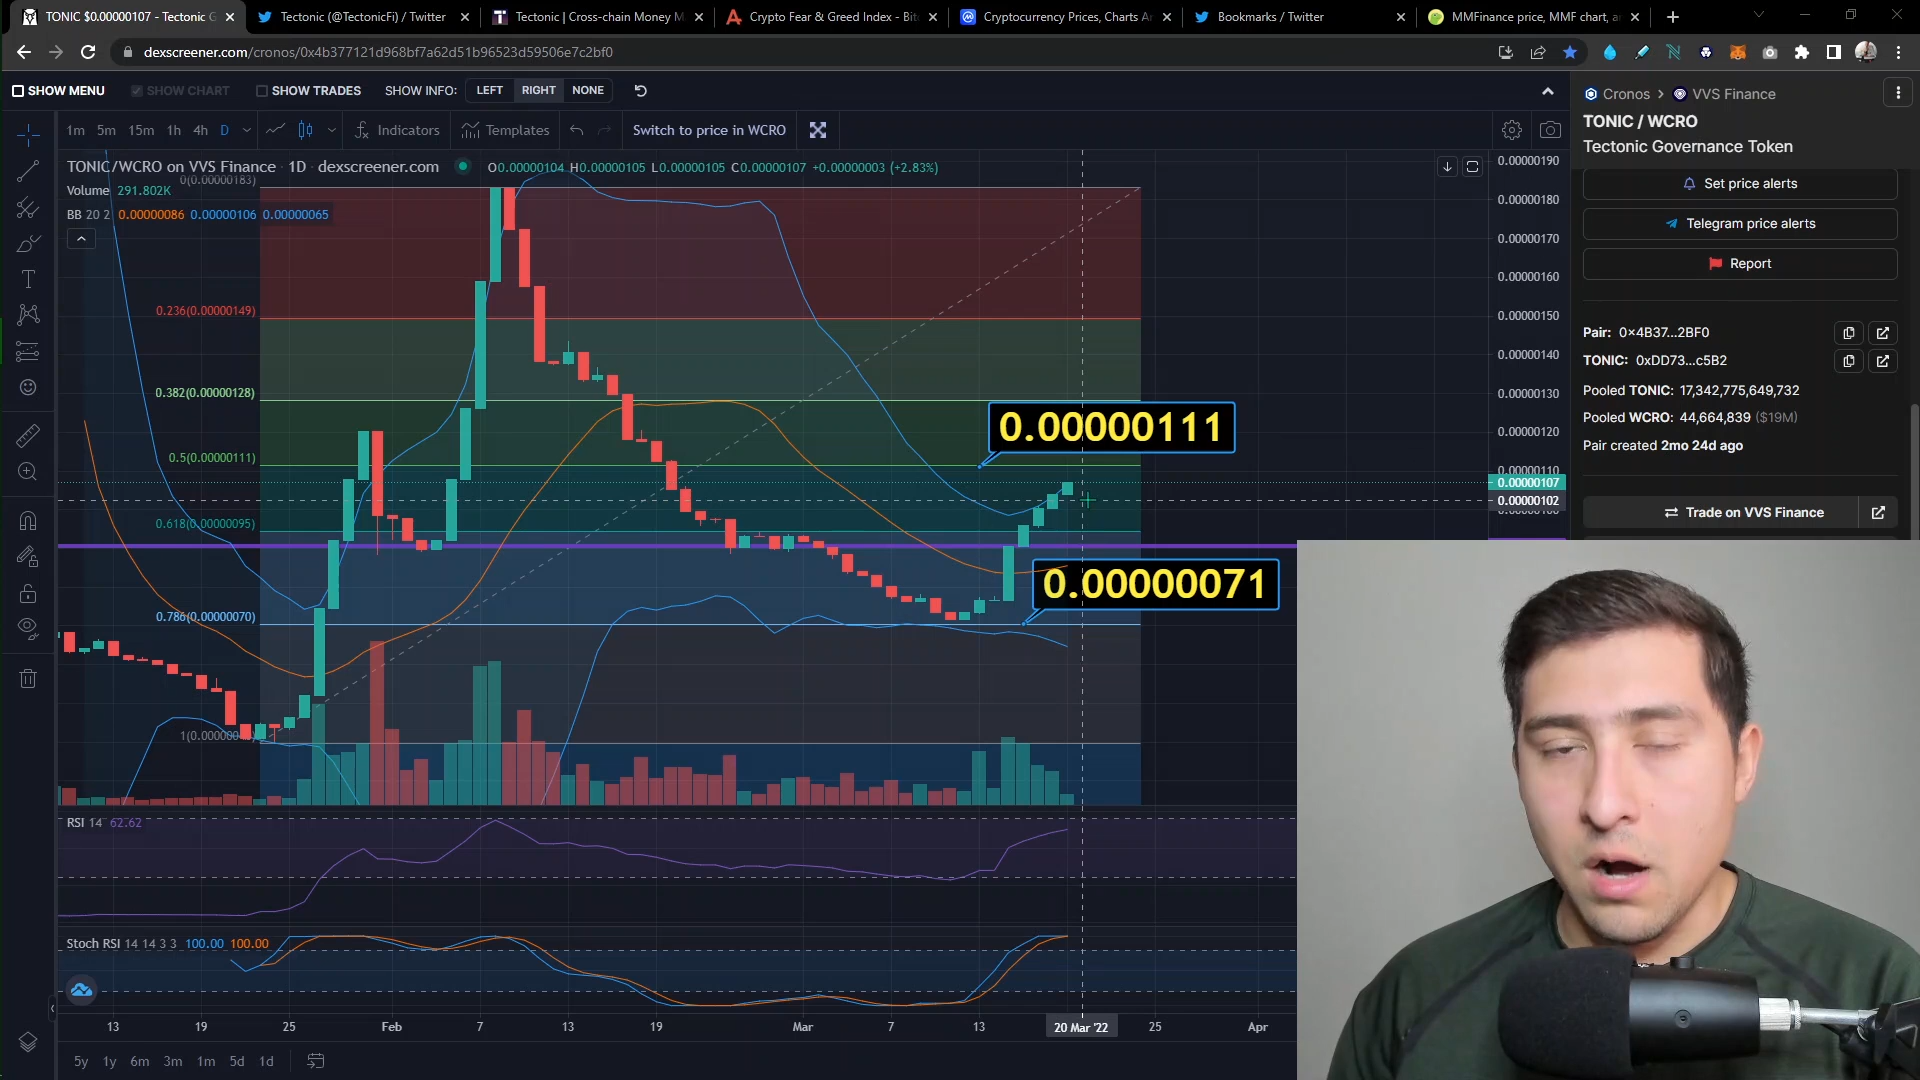 TONIC $0.00000107 - Tectonic G
Tectonic (@TectonicFi) / Twitter
Tectonic | Cross-chain Money M
Crypto Fear & Greed Index - Bit
Cryptocurrency Prices, Charts A
Bookmarks / Twitter
MMFinance price, MMF chart, a
dexscreener.com/cronos/0x4b377121d968bf7a62d51b96523d59506e7c2bf0
SHOW MENU
SHOW CHART
SHOW TRADES
SHOW INFO:
LEFT
RIGHT
NONE
1m 5m 15m 1h 4h D
Indicators
Templates
Switch to price in WCRO
TONIC/WCRO on VVS Finance · 1D · dexscreener.com
O0.00000104 H0.00000105 L0.00000105 C0.00000107 +0.00000003 (+2.83%)
0(0.00000183)
Volume 291.802K
BB 20 2 0.00000086 0.00000106 0.00000065
0.236(0.00000149)
0.382(0.00000128)
0.5(0.00000111)
0.618(0.00000095)
0.786(0.00000070)
0.00000111
0.00000071
0.00000190
0.00000180
0.00000170
0.00000160
0.00000150
0.00000140
0.00000130
0.00000120
0.00000110
0.00000107
0.00000102
RSI 14 62.62
Stoch RSI 14 14 3 3 100.00 100.00
13 19 25 Feb 7 13 19 Mar 7 13 20 Mar '22 25 Apr
5y 1y 6m 3m 1m 5d 1d
Cronos > VVS Finance
TONIC / WCRO
Tectonic Governance Token
Set price alerts
Telegram price alerts
Report
Pair: 0×4B37...2BF0
TONIC: 0xDD73...c5B2
Pooled TONIC: 17,342,775,649,732
Pooled WCRO: 44,664,839 ($19M)
Pair created 2mo 24d ago
Trade on VVS Finance